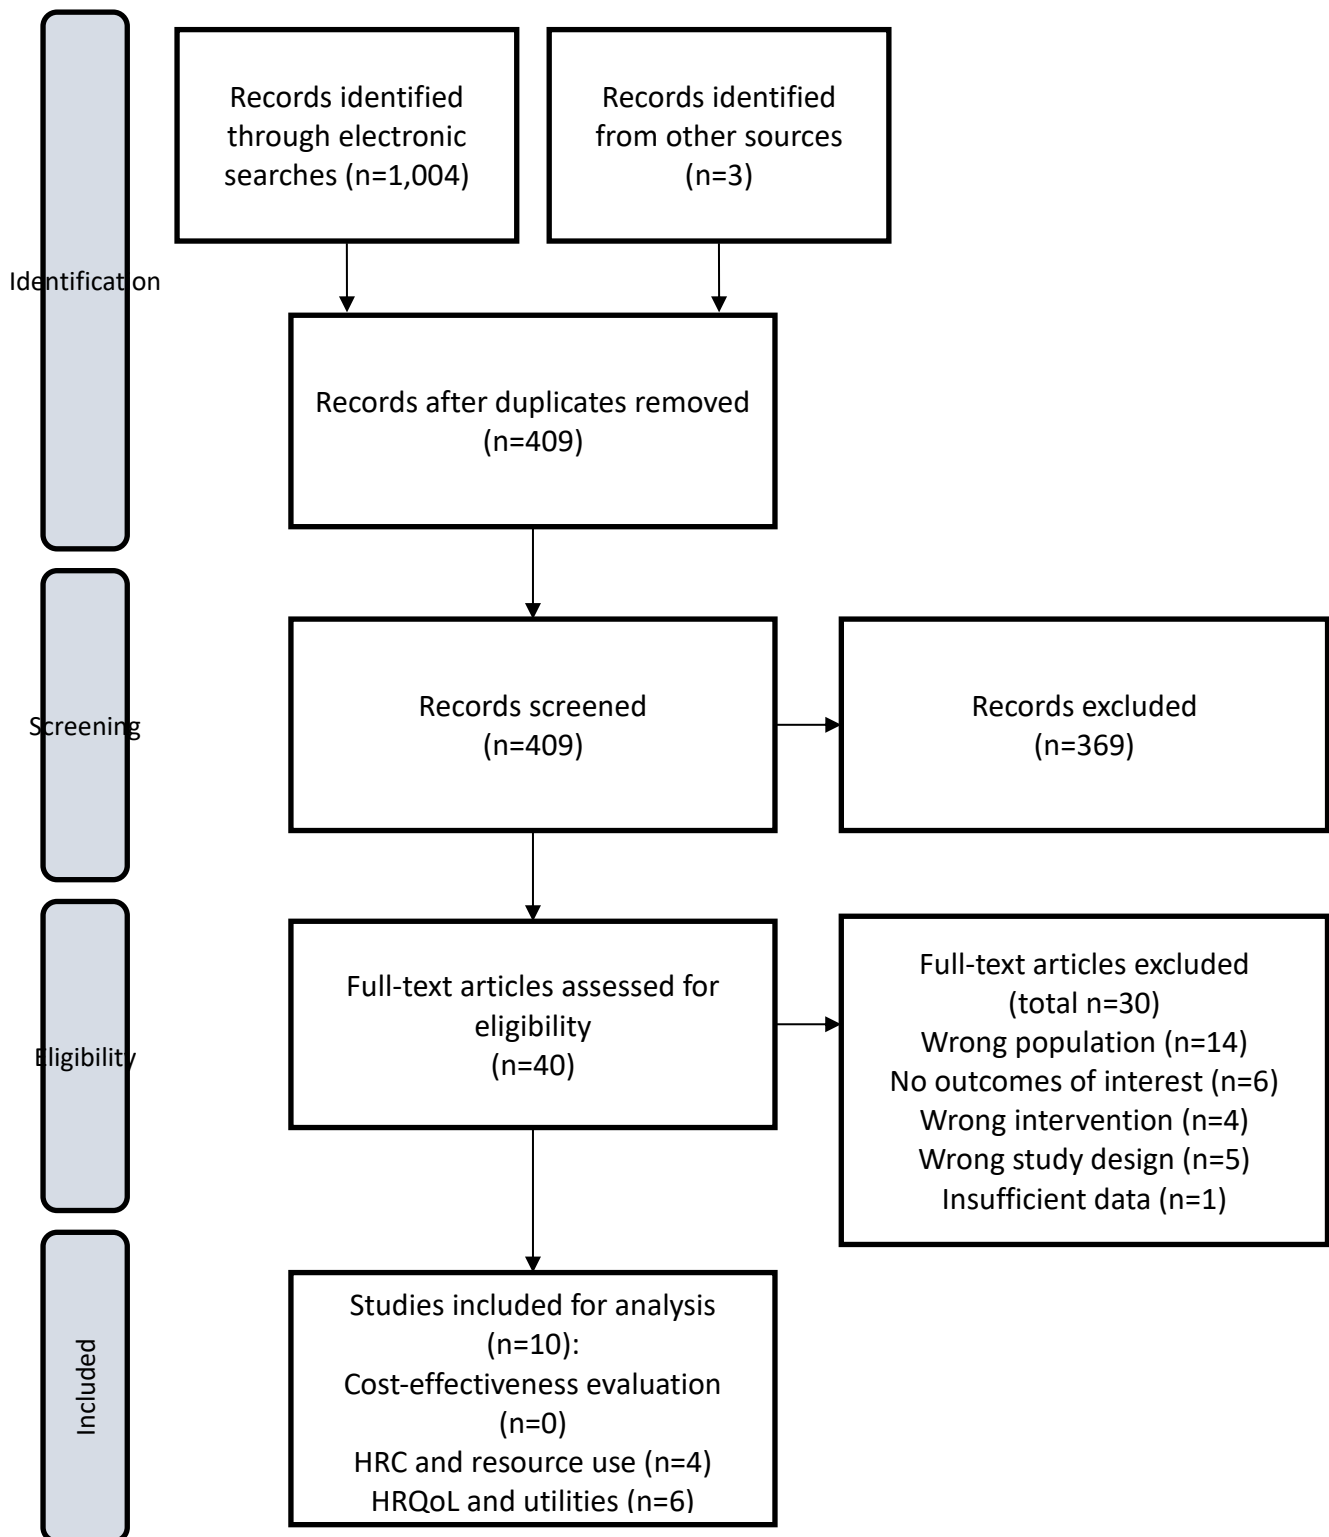 Identification
Records identified
through electronic
searches (n=1,004)
Records identified
from other sources
(n=3)
Records after duplicates removed
(n=409)
Screening
Records screened
(n=409)
Records excluded
(n=369)
Eligibility
Full-text articles assessed for
eligibility
(n=40)
Full-text articles excluded
(total n=30)
Wrong population (n=14)
No outcomes of interest (n=6)
Wrong intervention (n=4)
Wrong study design (n=5)
Insufficient data (n=1)
Included
Studies included for analysis
(n=10):
Cost-effectiveness evaluation
(n=0)
HRC and resource use (n=4)
HRQoL and utilities (n=6)